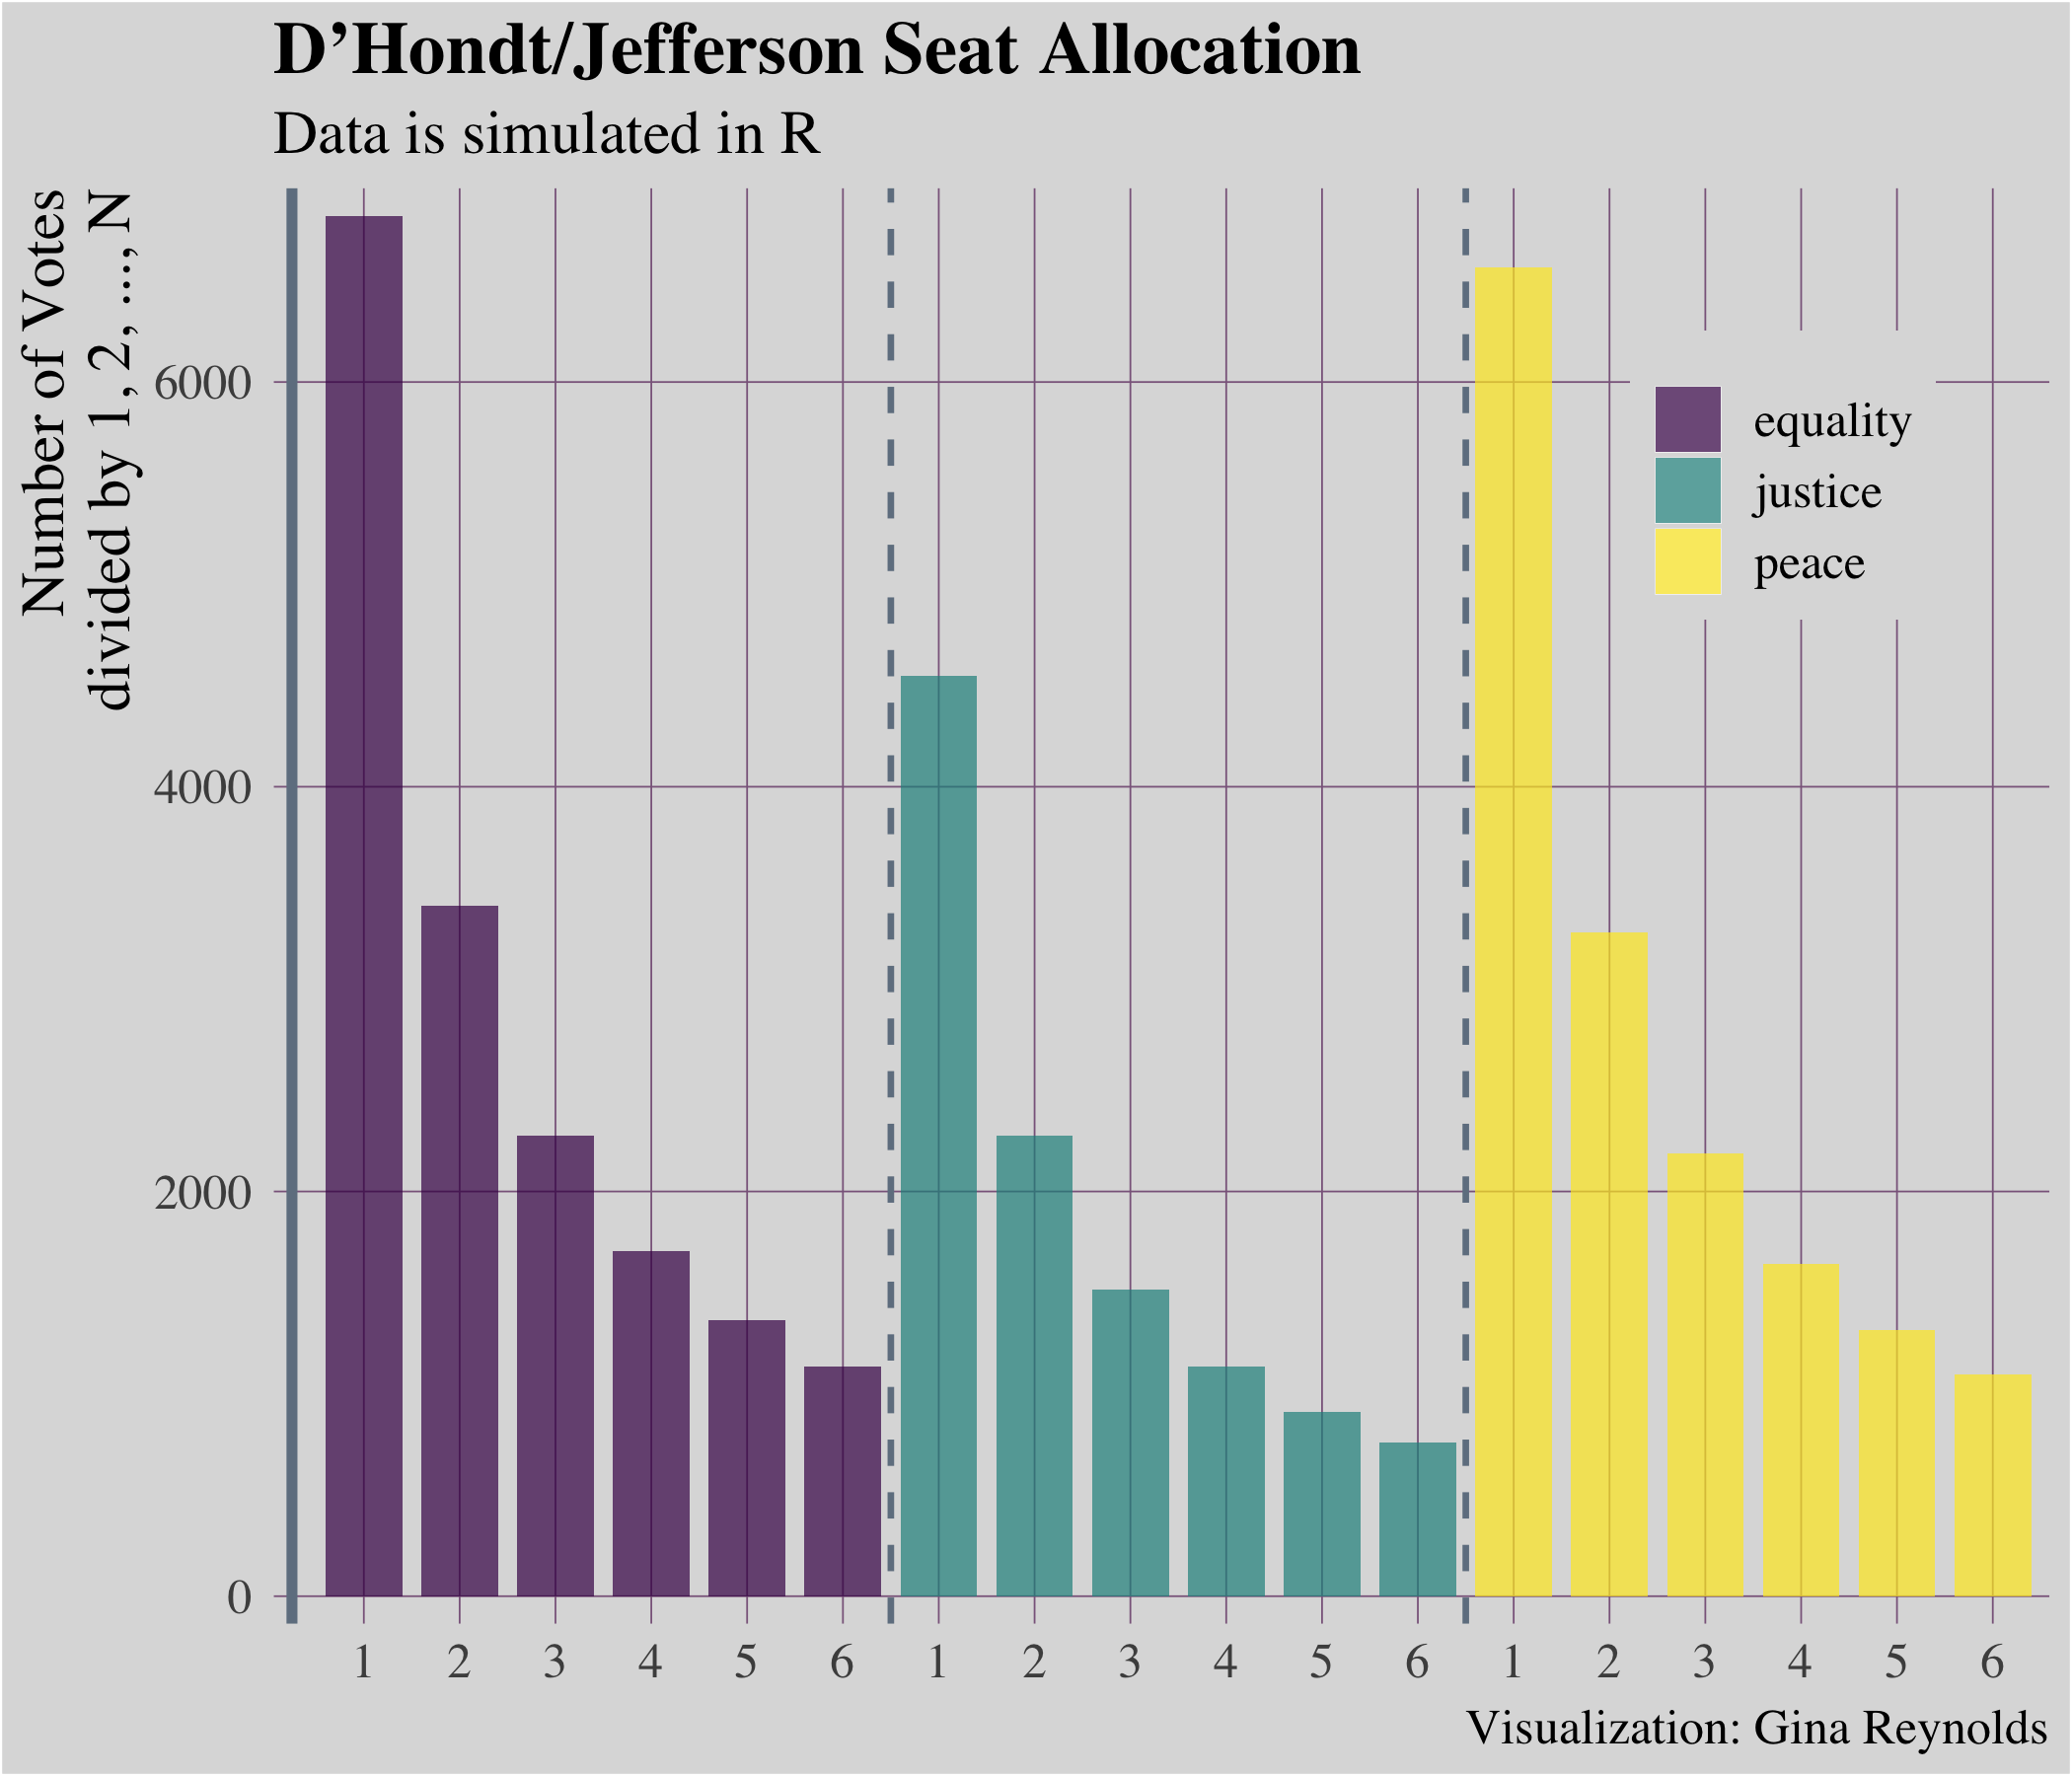 D’Hondt/Jefferson Seat Allocation
Data is simulated in R
Number of Votes
divided by 1, 2, ..., N
6000
4000
2000
0
equality
justice
peace
1 2 3 4 5 6 1 2 3 4 5 6 1 2 3 4 5 6
Visualization: Gina Reynolds